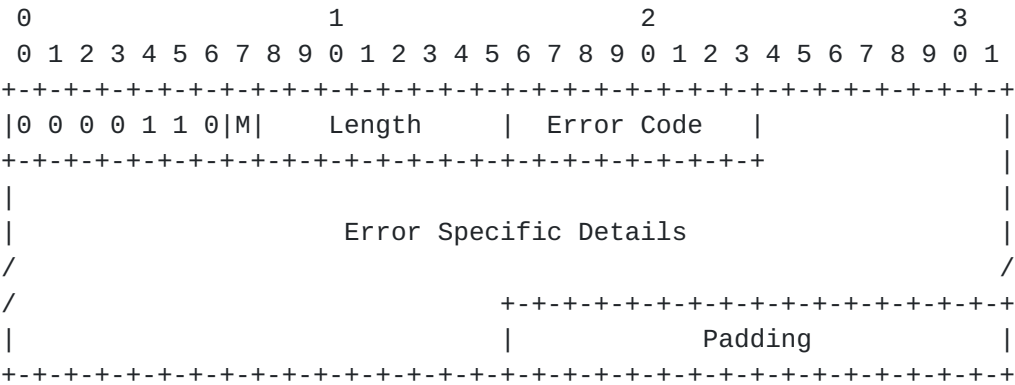 0                   1                   2                   3
 0 1 2 3 4 5 6 7 8 9 0 1 2 3 4 5 6 7 8 9 0 1 2 3 4 5 6 7 8 9 0 1
+-+-+-+-+-+-+-+-+-+-+-+-+-+-+-+-+-+-+-+-+-+-+-+-+-+-+-+-+-+-+-+-+
|0 0 0 0 1 1 0|M|    Length     |  Error Code   |               |
+-+-+-+-+-+-+-+-+-+-+-+-+-+-+-+-+-+-+-+-+-+-+-+-+               |
|                                                               |
|                     Error Specific Details                    |
/                                                               /
/                               +-+-+-+-+-+-+-+-+-+-+-+-+-+-+-+-+
|                               |            Padding            |
+-+-+-+-+-+-+-+-+-+-+-+-+-+-+-+-+-+-+-+-+-+-+-+-+-+-+-+-+-+-+-+-+